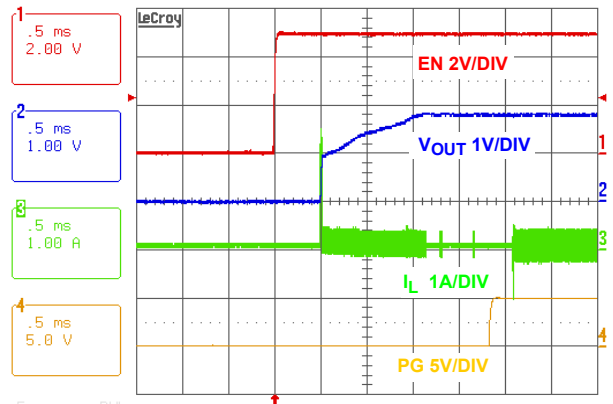 1
.5 ms
2.00 V
2
.5 ms
1.00 V
3
.5 ms
1.00 A
4
.5 ms
5.0 V
LeCroy
EN 2V/DIV
VOUT 1V/DIV
IL 1A/DIV
PG 5V/DIV
1
2
3
4